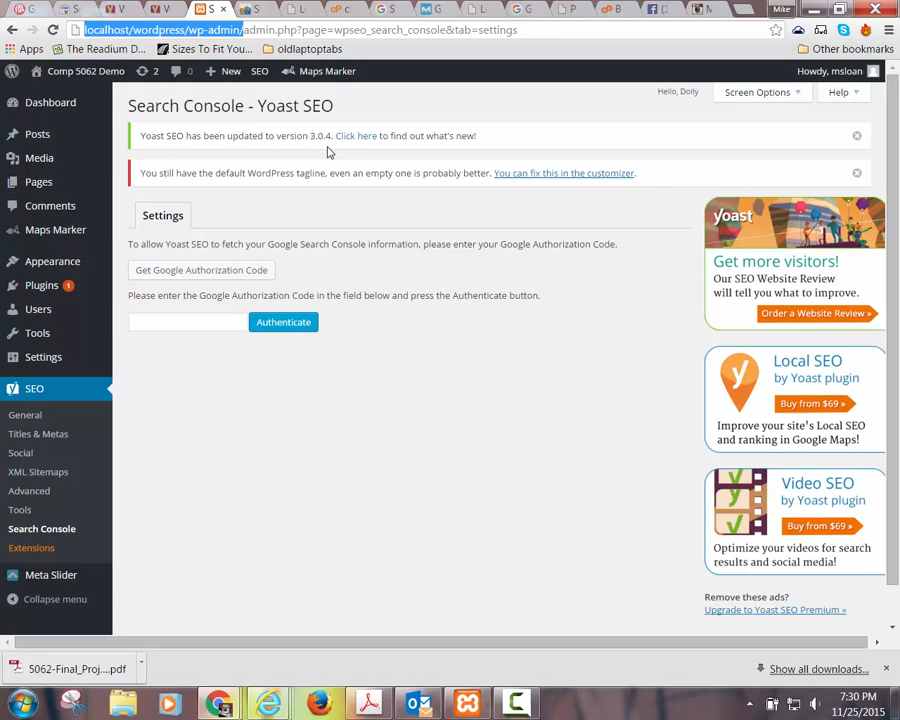 G
S
V
V
S
S
L
c
S
G
L
G
P
B
(
M
Mike
localhost/wordpress/wp-admin/admin.php?page=wpseo_search_console&tab=settings
Apps
The Readium D...
Sizes To Fit You...
oldlaptoptabs
Other bookmarks
Comp 5062 Demo
2
0
New
SEO
Maps Marker
Howdy, msloan
Dashboard
Posts
Media
Pages
Comments
Maps Marker
Appearance
Plugins 1
Users
Tools
Settings
SEO
General
Titles & Metas
Social
XML Sitemaps
Advanced
Tools
Search Console
Extensions
Meta Slider
Collapse menu
Hello, Dolly
Screen Options
Help
Search Console - Yoast SEO
Yoast SEO has been updated to version 3.0.4. Click here to find out what's new!
You still have the default WordPress tagline, even an empty one is probably better. You can fix this in the customizer.
Settings
To allow Yoast SEO to fetch your Google Search Console information, please enter your Google Authorization Code.
Get Google Authorization Code
Please enter the Google Authorization Code in the field below and press the Authenticate button.
Authenticate
yoast
Get more visitors!
Our SEO Website Review
will tell you what to improve.
Order a Website Review »
Local SEO
by Yoast plugin
Buy from $69 »
Improve your site's Local SEO
and ranking in Google Maps!
Video SEO
by Yoast plugin
Buy from $69 »
Optimize your videos for search
results and social media!
Remove these ads?
Upgrade to Yoast SEO Premium »
5062-Final_Proj....pdf
Show all downloads...
7:30 PM
11/25/2015